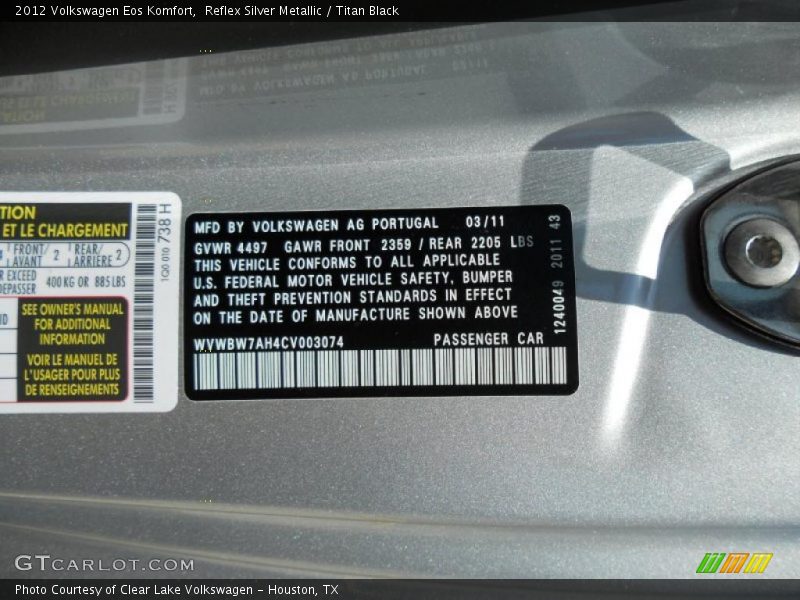 2012 Volkswagen Eos Komfort,  Reflex Silver Metallic / Titan Black
TION
ET LE CHARGEMENT
FRONT/ AVANT 2 REAR/ ARRIÈRE 2
EXCEED 400 KG OR 885 LBS
DÉPASSER
SEE OWNER'S MANUAL
FOR ADDITIONAL
INFORMATION
VOIR LE MANUEL DE
L'USAGER POUR PLUS
DE RENSEIGNEMENTS
1Q0 010 738 H
MFD BY VOLKSWAGEN AG PORTUGAL 03/11
GVWR 4497 GAWR FRONT 2359 / REAR 2205 LBS
THIS VEHICLE CONFORMS TO ALL APPLICABLE
U.S. FEDERAL MOTOR VEHICLE SAFETY, BUMPER
AND THEFT PREVENTION STANDARDS IN EFFECT
ON THE DATE OF MANUFACTURE SHOWN ABOVE
WVWBW7AH4CV003074 PASSENGER CAR
1240049 2011 43
GTCARLOT.COM
Photo Courtesy of Clear Lake Volkswagen – Houston, TX